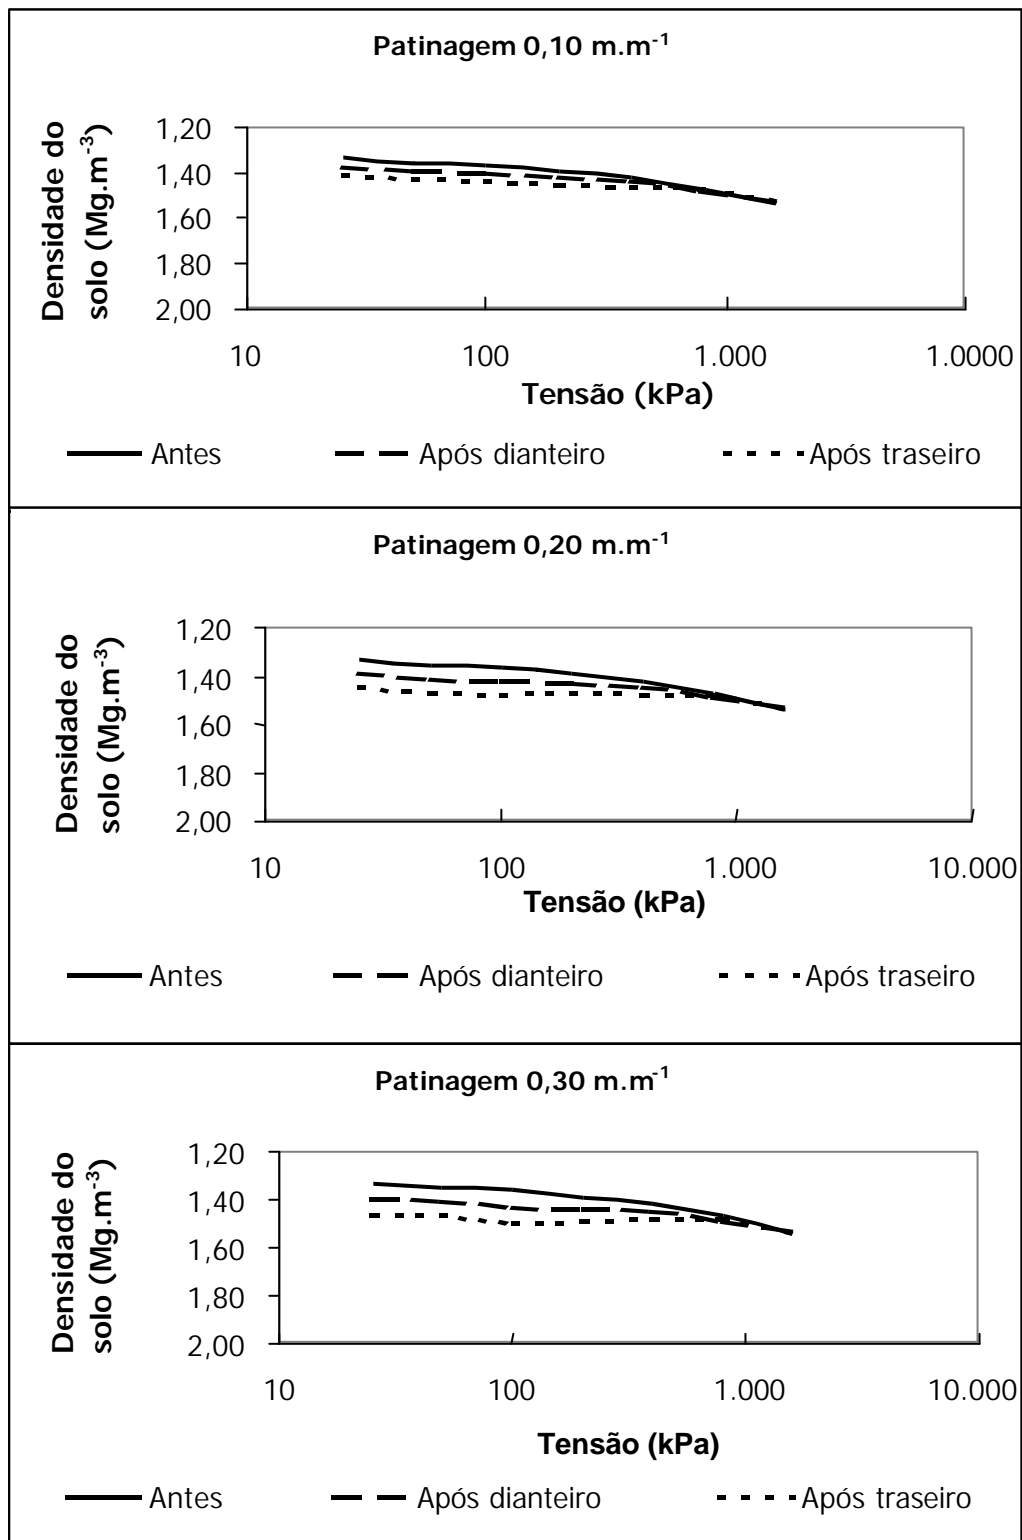 Patinagem 0,10 m.m⁻¹
Densidade do
solo (Mg.m⁻³)
1,20
1,40
1,60
1,80
2,00
10 100 1.000 1.0000
Tensão (kPa)
Antes Após dianteiro Após traseiro
Patinagem 0,20 m.m⁻¹
Densidade do
solo (Mg.m⁻³)
1,20
1,40
1,60
1,80
2,00
10 100 1.000 10.000
Tensão (kPa)
Antes Após dianteiro Após traseiro
Patinagem 0,30 m.m⁻¹
Densidade do
solo (Mg.m⁻³)
1,20
1,40
1,60
1,80
2,00
10 100 1.000 10.000
Tensão (kPa)
Antes Após dianteiro Após traseiro